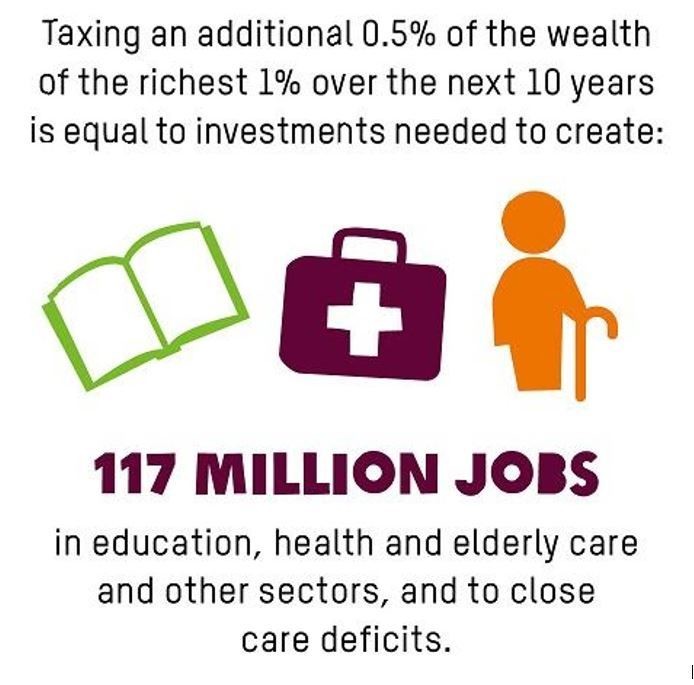 Taxing an additional 0.5% of the wealth
of the richest 1% over the next 10 years
is equal to investments needed to create:
117 MILLION JOBS
in education, health and elderly care
and other sectors, and to close
care deficits.